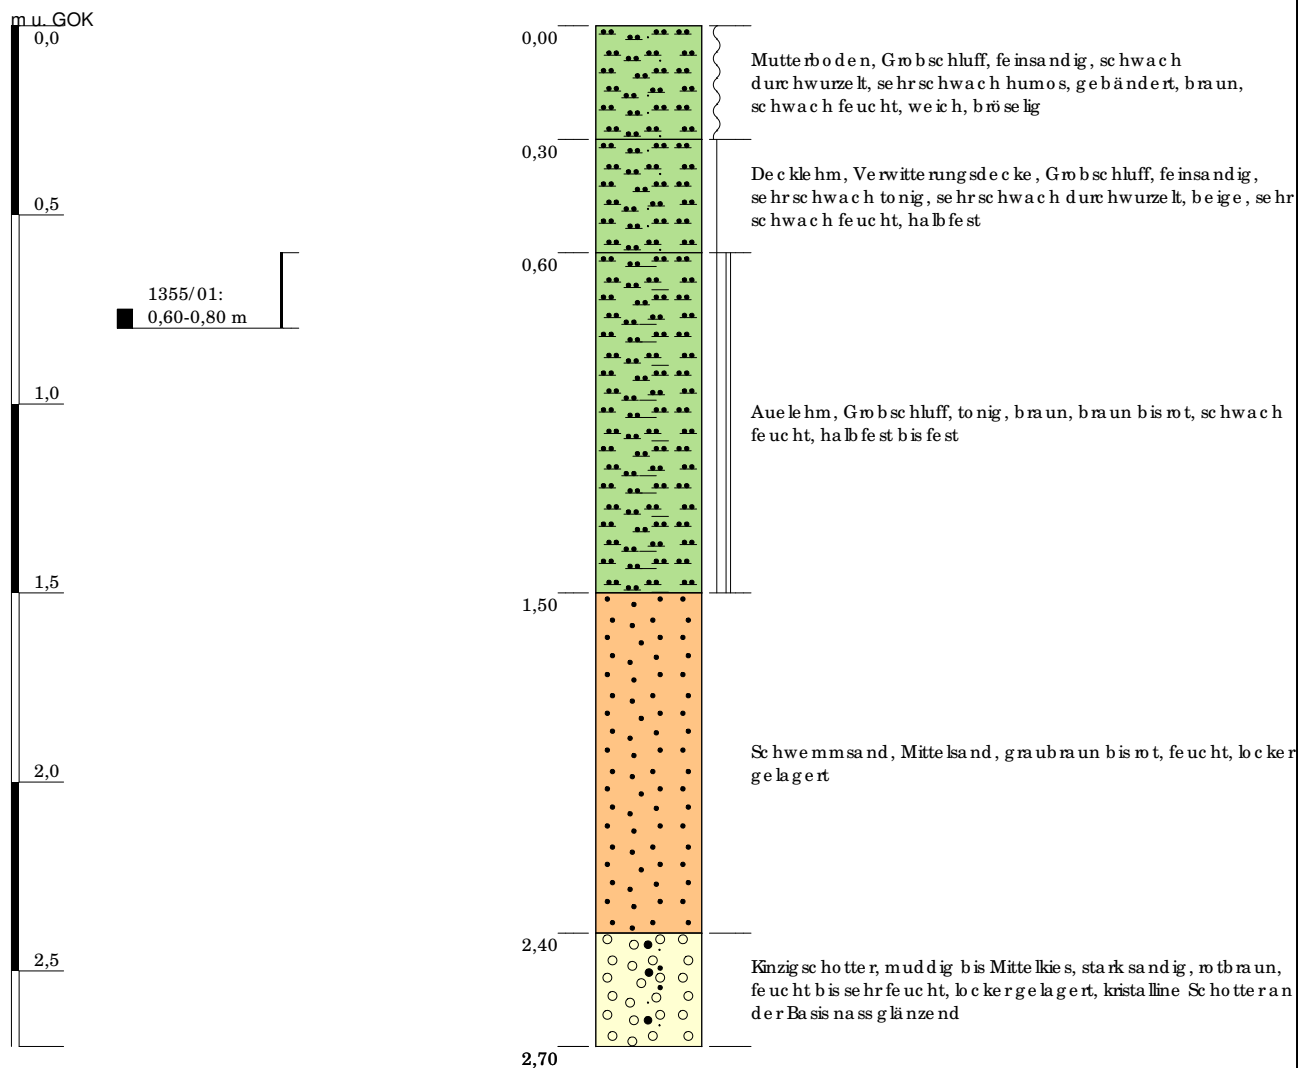 m u. GOK
0,0
0,00
Mutterboden, Grobschluff, feinsandig, schwach
durchwurzelt, sehr schwach humos, gebändert, braun,
schwach feucht, weich, bröselig
0,30
Decklehm, Verwitterungsdecke, Grobschluff, feinsandig,
sehr schwach tonig, sehr schwach durchwurzelt, beige, sehr
schwach feucht, halbfest
0,5
0,60
1355/01:
0,60-0,80 m
1,0
Auelehm, Grobschluff, tonig, braun, braun bis rot, schwach
feucht, halbfest bis fest
1,5
1,50
Schwemmsand, Mittelsand, graubraun bis rot, feucht, locker
gelagert
2,0
2,40
2,5
Kinzigschotter, muddig bis Mittelkies, stark sandig, rotbraun,
feucht bis sehr feucht, locker gelagert, kristalline Schotter an
der Basis nass glänzend
2,70